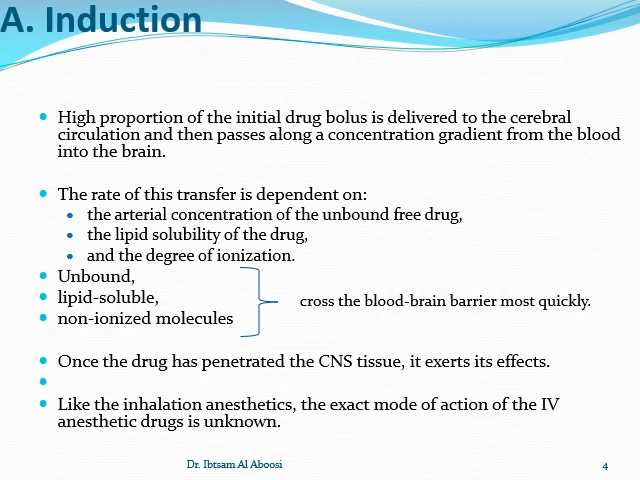 A. Induction
High proportion of the initial drug bolus is delivered to the cerebral
circulation and then passes along a concentration gradient from the blood
into the brain.
The rate of this transfer is dependent on:
the arterial concentration of the unbound free drug,
the lipid solubility of the drug,
and the degree of ionization.
Unbound,
lipid-soluble,
non-ionized molecules
cross the blood-brain barrier most quickly.
Once the drug has penetrated the CNS tissue, it exerts its effects.
Like the inhalation anesthetics, the exact mode of action of the IV
anesthetic drugs is unknown.
Dr. Ibtsam Al Aboosi
4